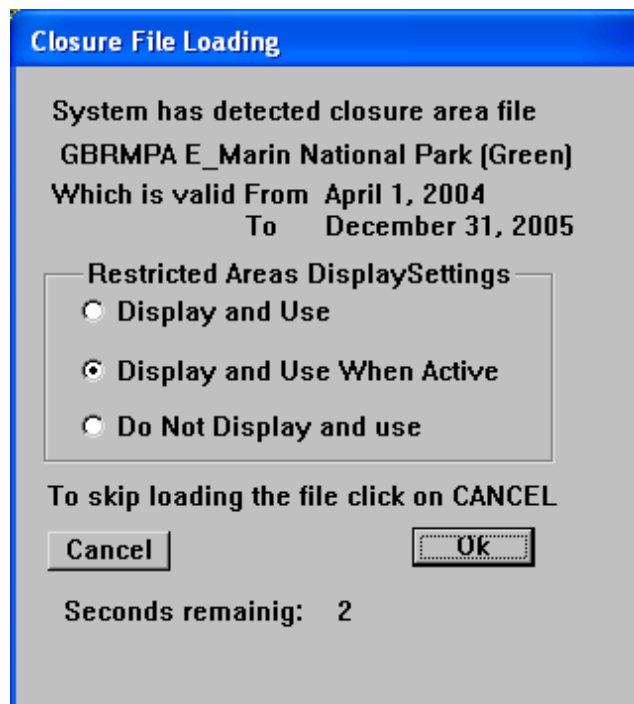 Closure File Loading
System has detected closure area file
GBRMPA E_Marin National Park (Green)
Which is valid From April 1, 2004
To December 31, 2005
Restricted Areas DisplaySettings
Display and Use
Display and Use When Active
Do Not Display and use
To skip loading the file click on CANCEL
Cancel Ok
Seconds remainig: 2